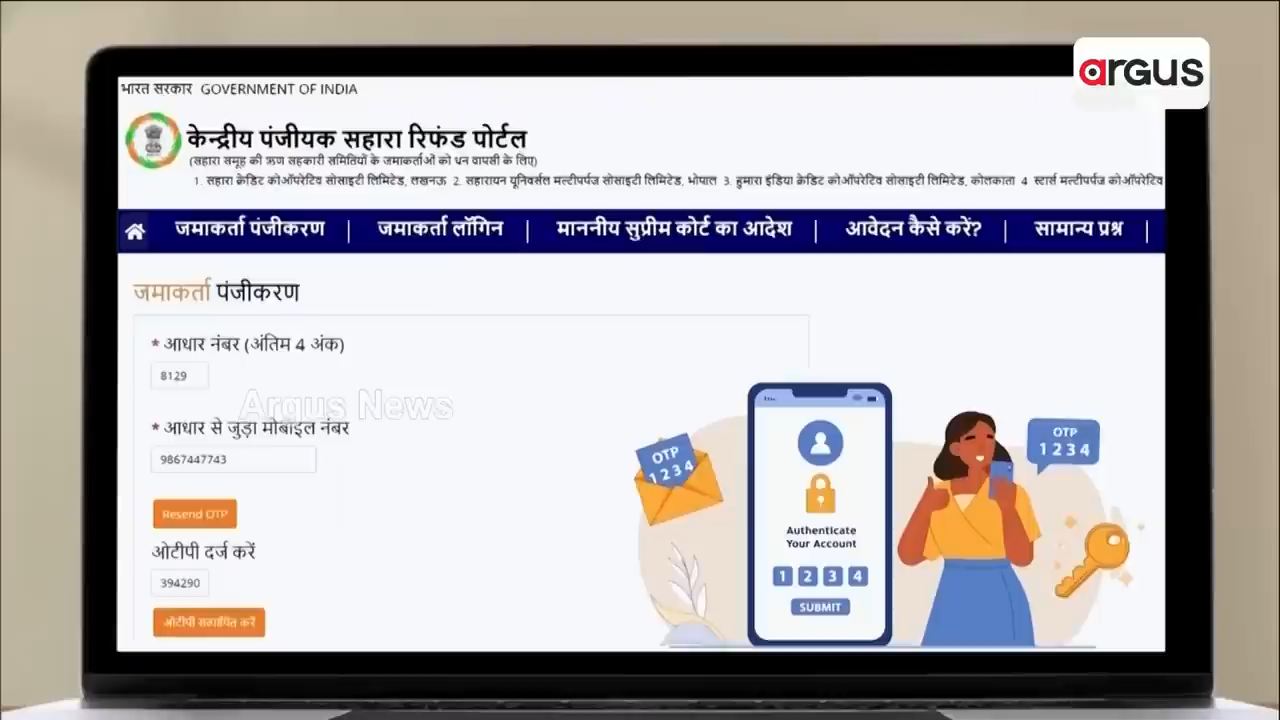 argus
भारत सरकार GOVERNMENT OF INDIA
केन्द्रीय पंजीयक सहारा रिफंड पोर्टल
(सहारा समूह की ऋण सहकारी समितियों के जमाकर्ताओं को धन वापसी के लिए)
1. सहारा क्रेडिट कोऑपरेटिव सोसाइटी लिमिटेड, लखनऊ 2. सहारायन यूनिवर्सल मल्टीपर्पज सोसाइटी लिमिटेड, भोपाल 3. हुमारा इंडिया क्रेडिट कोऑपरेटिव सोसाइटी लिमिटेड, कोलकाता 4 स्टार्स मल्टीपर्पज कोऑपरेटिव
जमाकर्ता पंजीकरण | जमाकर्ता लॉगिन | माननीय सुप्रीम कोर्ट का आदेश | आवेदन कैसे करें? | सामान्य प्रश्न |
जमाकर्ता पंजीकरण
* आधार नंबर (अंतिम 4 अंक)
8129
Argus News
* आधार से जुड़ा मोबाइल नंबर
9867447743
Resend OTP
ओटीपी दर्ज करें
394290
ओटीपी सत्यापित करें
OTP
1234
Authenticate
Your Account
1 2 3 4
SUBMIT
OTP
1234